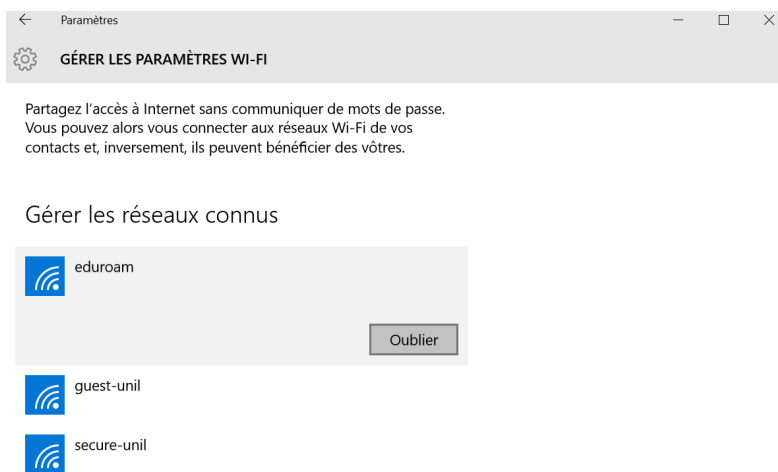 Paramètres
GÉRER LES PARAMÈTRES WI-FI
Partagez l'accès à Internet sans communiquer de mots de passe.
Vous pouvez alors vous connecter aux réseaux Wi-Fi de vos
contacts et, inversement, ils peuvent bénéficier des vôtres.
Gérer les réseaux connus
eduroam
Oublier
guest-unil
secure-unil